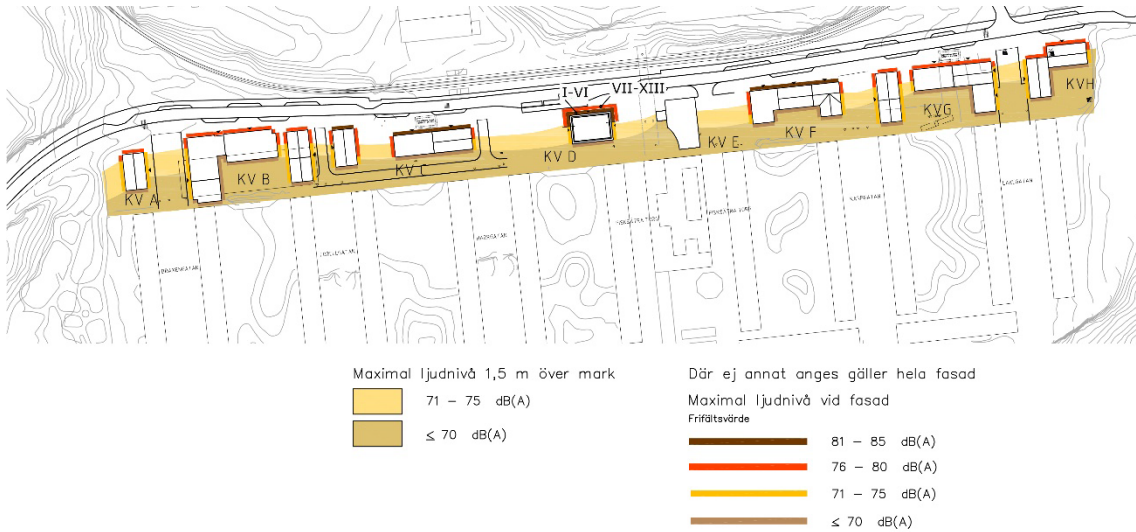 I-VI
VII-XIII
KV A
KV B
KV C
KV D
KV E
KV F
KVG
KVH
Maximal ljudnivå 1,5 m över mark
71 – 75 dB(A)
≤ 70 dB(A)
Där ej annat anges gäller hela fasad
Maximal ljudnivå vid fasad
Frifältsvärde
81 – 85 dB(A)
76 – 80 dB(A)
71 – 75 dB(A)
≤ 70 dB(A)